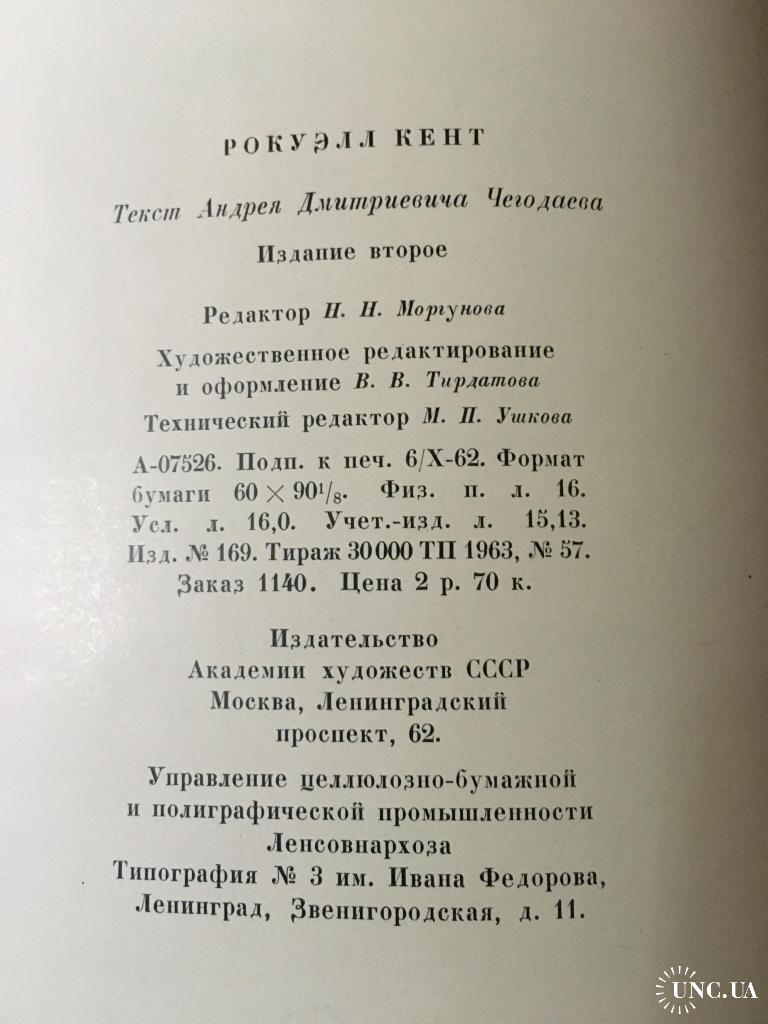 РОКУЭЛЛ КЕНТ
Текст Андрея Дмитриевича Чегодаева
Издание второе
Редактор Н. Н. Моргунова
Художественное редактирование
и оформление В. В. Тирдатова
Технический редактор М. П. Ушкова
А-07526. Подп. к печ. 6/X-62. Формат
бумаги 60 × 90¹/₈. Физ. п. л. 16.
Усл. л. 16,0. Учет.-изд. л. 15,13.
Изд. № 169. Тираж 30000 ТП 1963, № 57.
Заказ 1140. Цена 2 р. 70 к.
Издательство
Академии художеств СССР
Москва, Ленинградский
проспект, 62.
Управление целлюлозно-бумажной
и полиграфической промышленности
Ленсовнархоза
Типография № 3 им. Ивана Федорова,
Ленинград, Звенигородская, д. 11.
UNC.UA